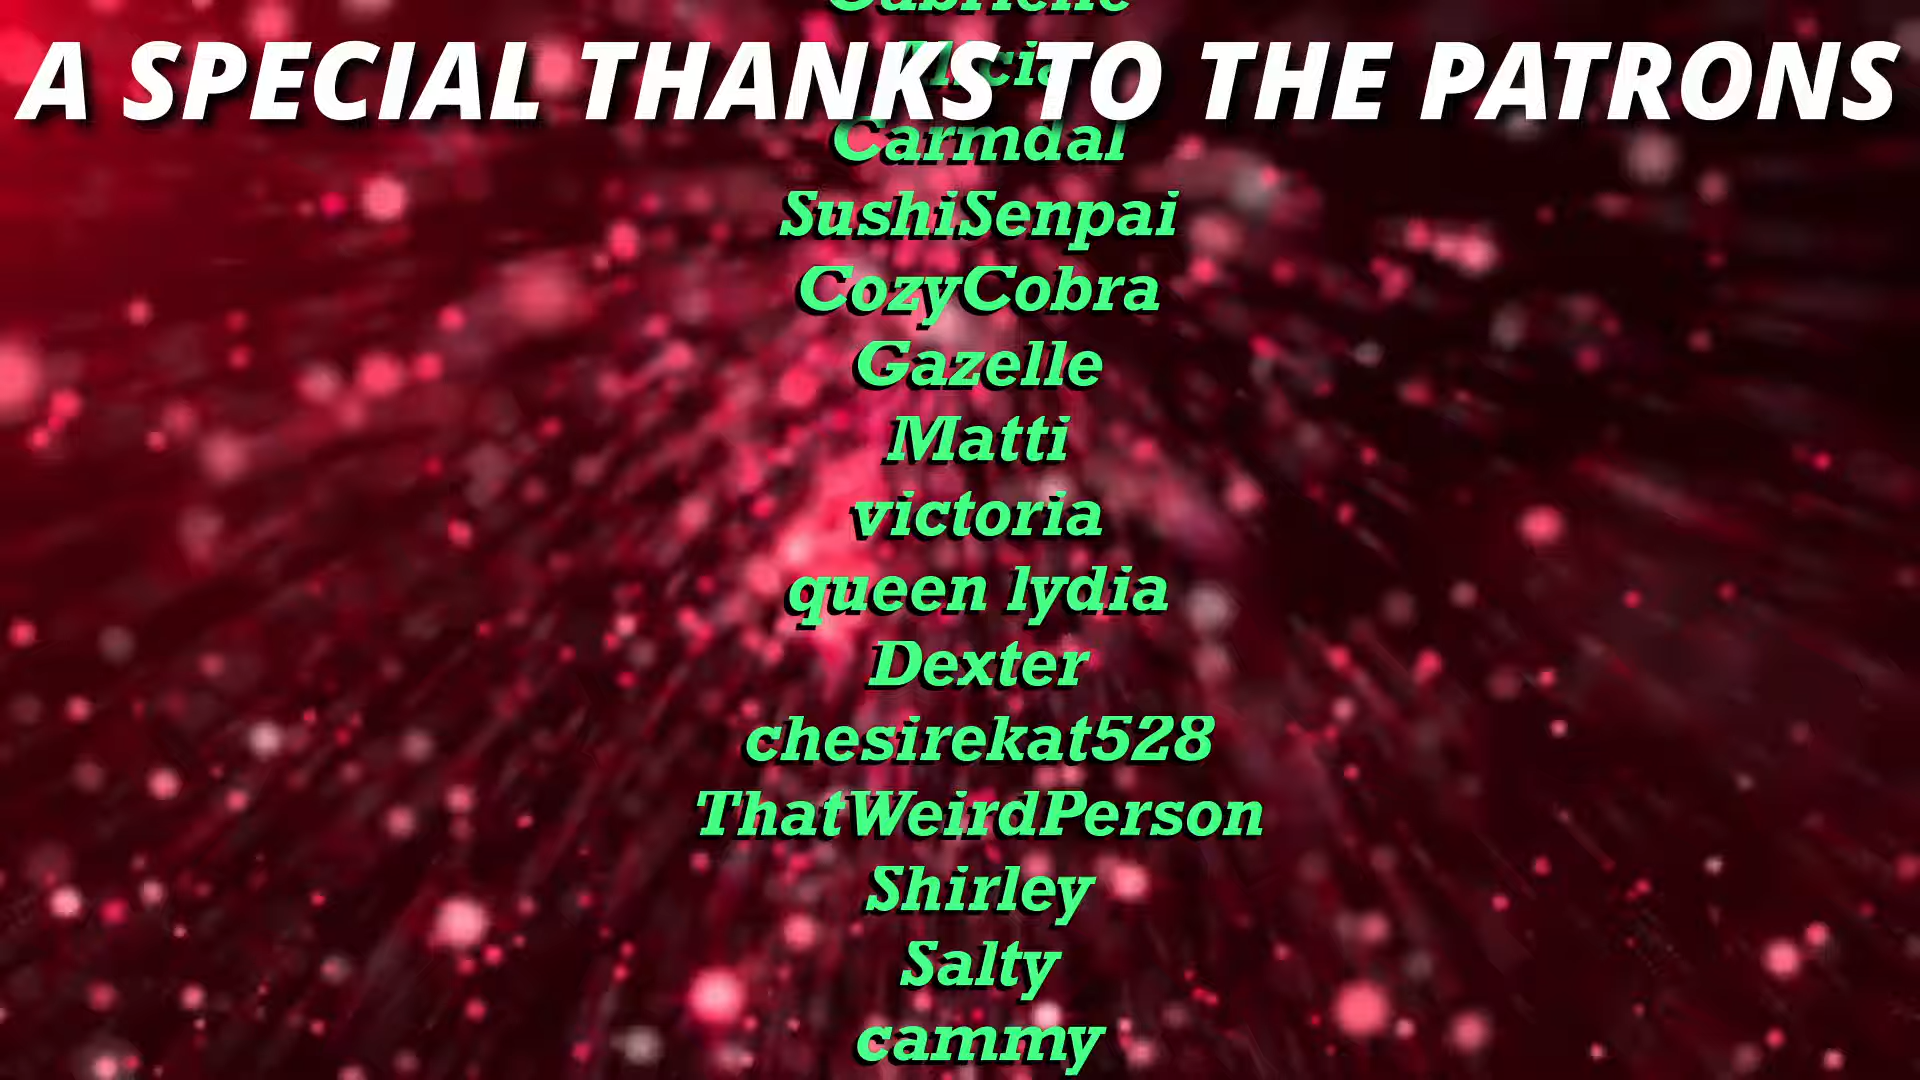 Gabrielle
A SPECIAL THANKS TO THE PATRONS
Carmdal
SushiSenpai
CozyCobra
Gazelle
Matti
victoria
queen lydia
Dexter
chesirekat528
ThatWeirdPerson
Shirley
Salty
cammy